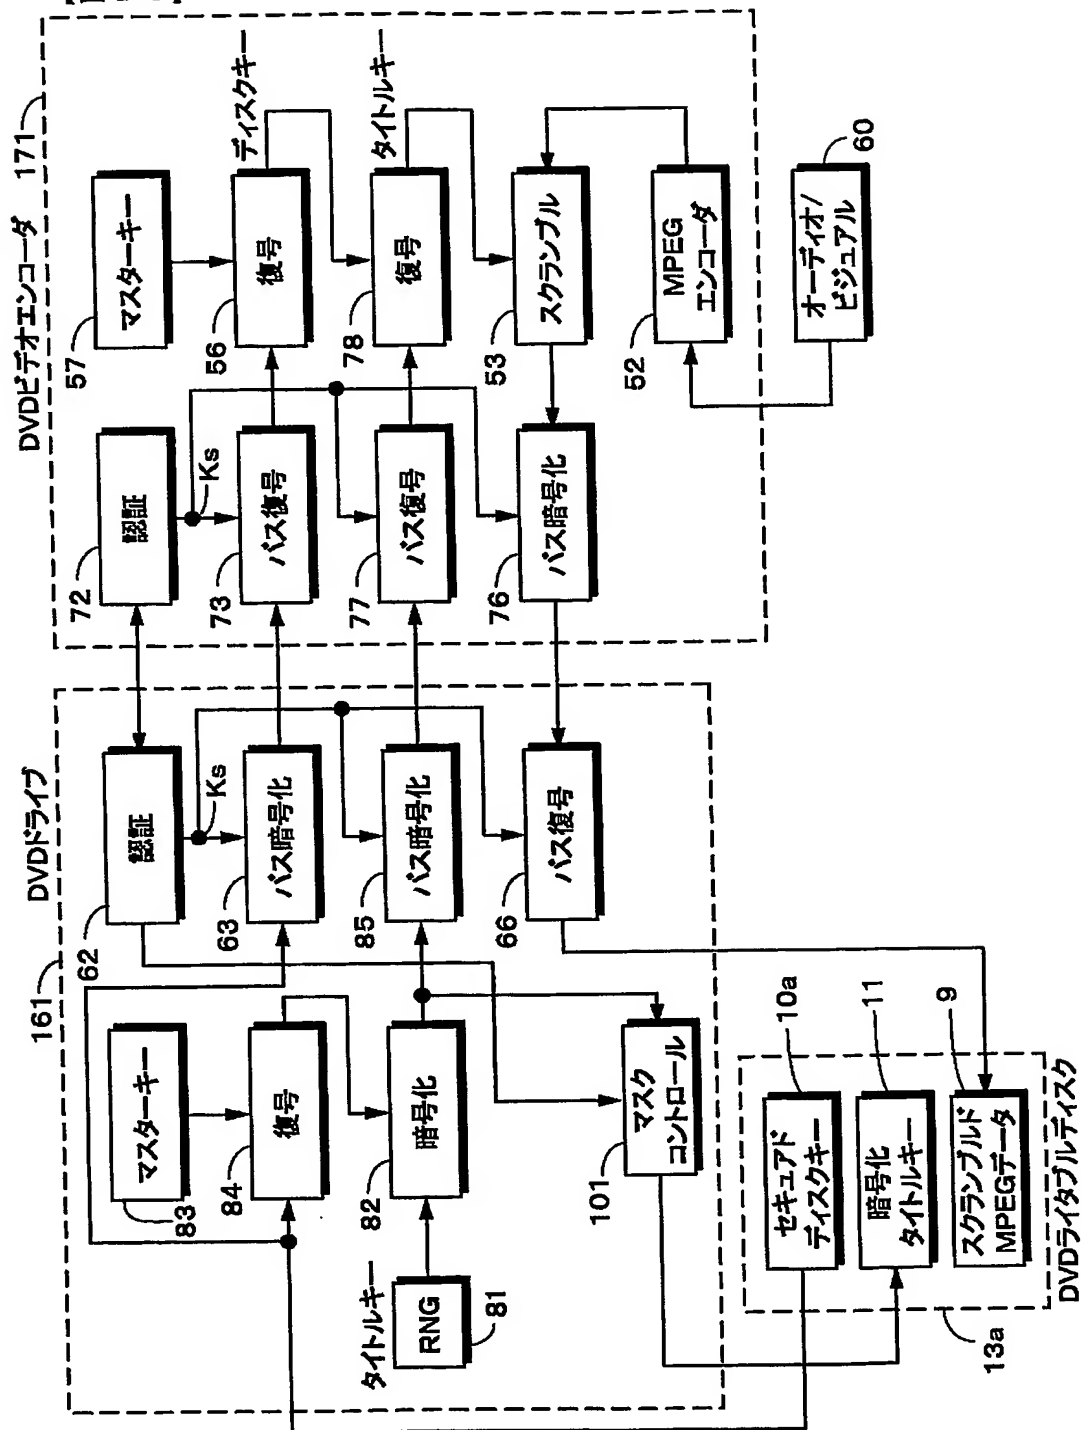 161
DVDドライブ
マスターキー
83
復号
84
暗号化
82
タイトルキー
RNG
81
認証
62
Ks
バス暗号化
63
バス暗号化
85
バス復号
66
マスク
コントロール
101
DVDビデオエンコーダ
171
認証
72
Ks
バス復号
73
バス復号
77
バス暗号化
76
マスターキー
57
復号
56
ディスクキー
復号
78
タイトルキー
スクランブル
53
MPEG
エンコーダ
52
オーディオ/
ビジュアル
60
セキュアド
ディスクキー
10a
暗号化
タイトルキー
11
スクランブルド
MPEGデータ
9
DVDライタブルディスク
13a